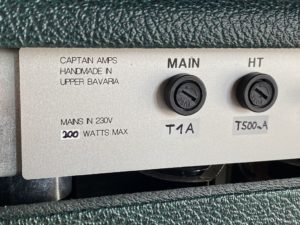 CAPTAIN AMPS
HANDMADE IN
UPPER BAVARIA
MAINS IN 230V
200 WATTS MAX
MAIN
T1A
HT
T500mA